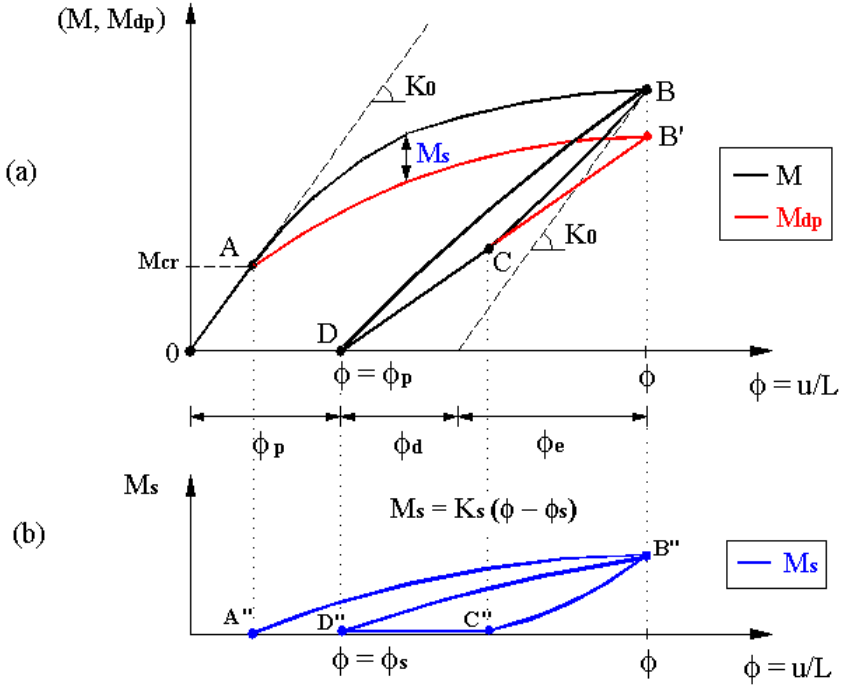 (M, Mdp)
K0
B
(a)
Ms
B'
M
Mdp
A
Mcr
C
K0
D
0
ϕ = ϕp
ϕ
ϕ = u/L
ϕp
ϕd
ϕe
Ms
Ms = Ks (ϕ − ϕs)
(b)
B"
Ms
A"
D"
C"
ϕ = ϕs
ϕ
ϕ = u/L